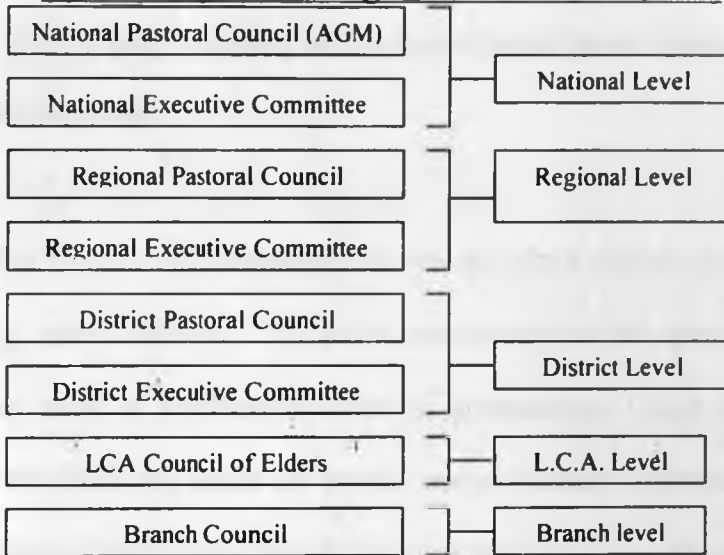 National Pastoral Council (AGM)
National Executive Committee
National Level
Regional Pastoral Council
Regional Executive Committee
Regional Level
District Pastoral Council
District Executive Committee
District Level
LCA Council of Elders
L.C.A. Level
Branch Council
Branch level